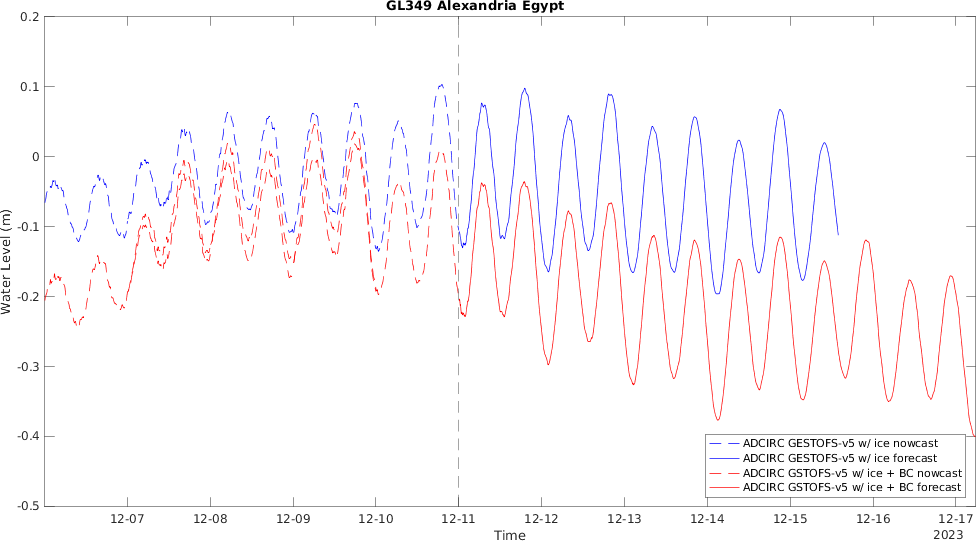 GL349 Alexandria Egypt
0.2
0.1
0
-0.1
-0.2
-0.3
-0.4
-0.5
Water Level (m)
ADCIRC GESTOFS-v5 w/ ice nowcast
ADCIRC GESTOFS-v5 w/ ice forecast
ADCIRC GSTOFS-v5 w/ ice + BC nowcast
ADCIRC GSTOFS-v5 w/ ice + BC forecast
12-07 12-08 12-09 12-10 12-11 12-12 12-13 12-14 12-15 12-16 12-17
Time
2023